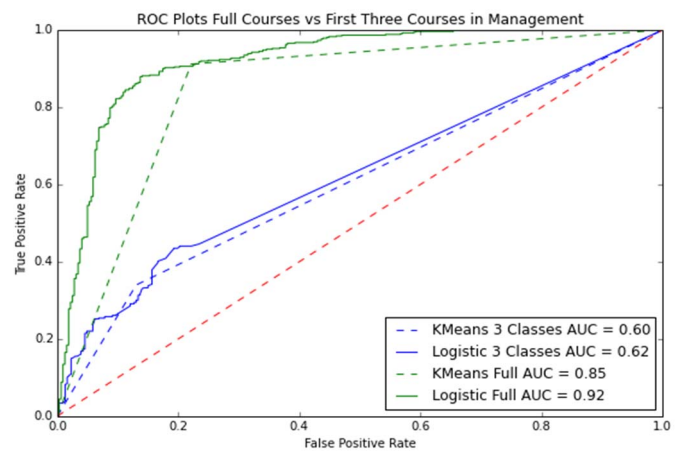 ROC Plots Full Courses vs First Three Courses in Management
1.0
0.8
0.6
0.4
0.2
0.0
True Positive Rate
KMeans 3 Classes AUC = 0.60
Logistic 3 Classes AUC = 0.62
KMeans Full AUC = 0.85
Logistic Full AUC = 0.92
0.0 0.2 0.4 0.6 0.8 1.0
False Positive Rate